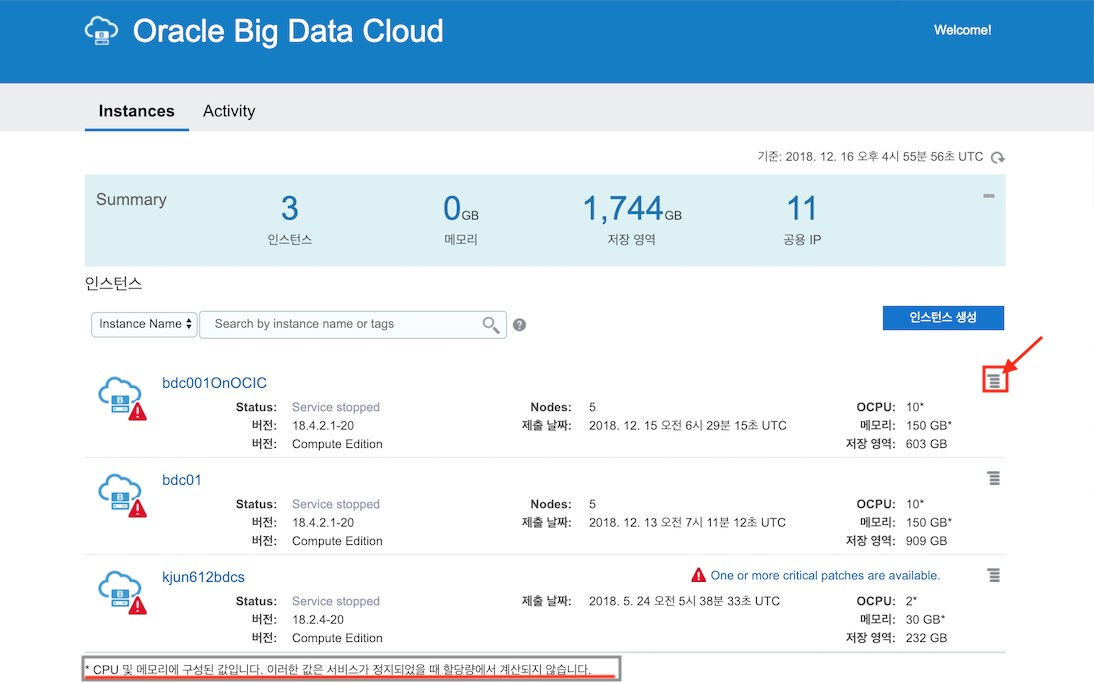 Oracle Big Data Cloud
Welcome!
Instances Activity
기준: 2018. 12. 16 오후 4시 55분 56초 UTC
Summary
3 0GB 1,744GB 11
인스턴스 메모리 저장 영역 공용 IP
인스턴스
Instance Name Search by instance name or tags ? 인스턴스 생성
bdc001OnOCIC
Status: Service stopped Nodes: 5 OCPU: 10*
버전: 18.4.2.1-20 제출 날짜: 2018. 12. 15 오전 6시 29분 15초 UTC 메모리: 150 GB*
버전: Compute Edition 저장 영역: 603 GB
bdc01
Status: Service stopped Nodes: 5 OCPU: 10*
버전: 18.4.2.1-20 제출 날짜: 2018. 12. 13 오전 7시 11분 12초 UTC 메모리: 150 GB*
버전: Compute Edition 저장 영역: 909 GB
kjun612bdcs One or more critical patches are available.
Status: Service stopped 제출 날짜: 2018. 5. 24 오전 5시 38분 33초 UTC OCPU: 2*
버전: 18.2.4-20 메모리: 30 GB*
버전: Compute Edition 저장 영역: 232 GB
* CPU 및 메모리에 구성된 값입니다. 이러한 값은 서비스가 정지되었을 때 할당량에서 계산되지 않습니다.